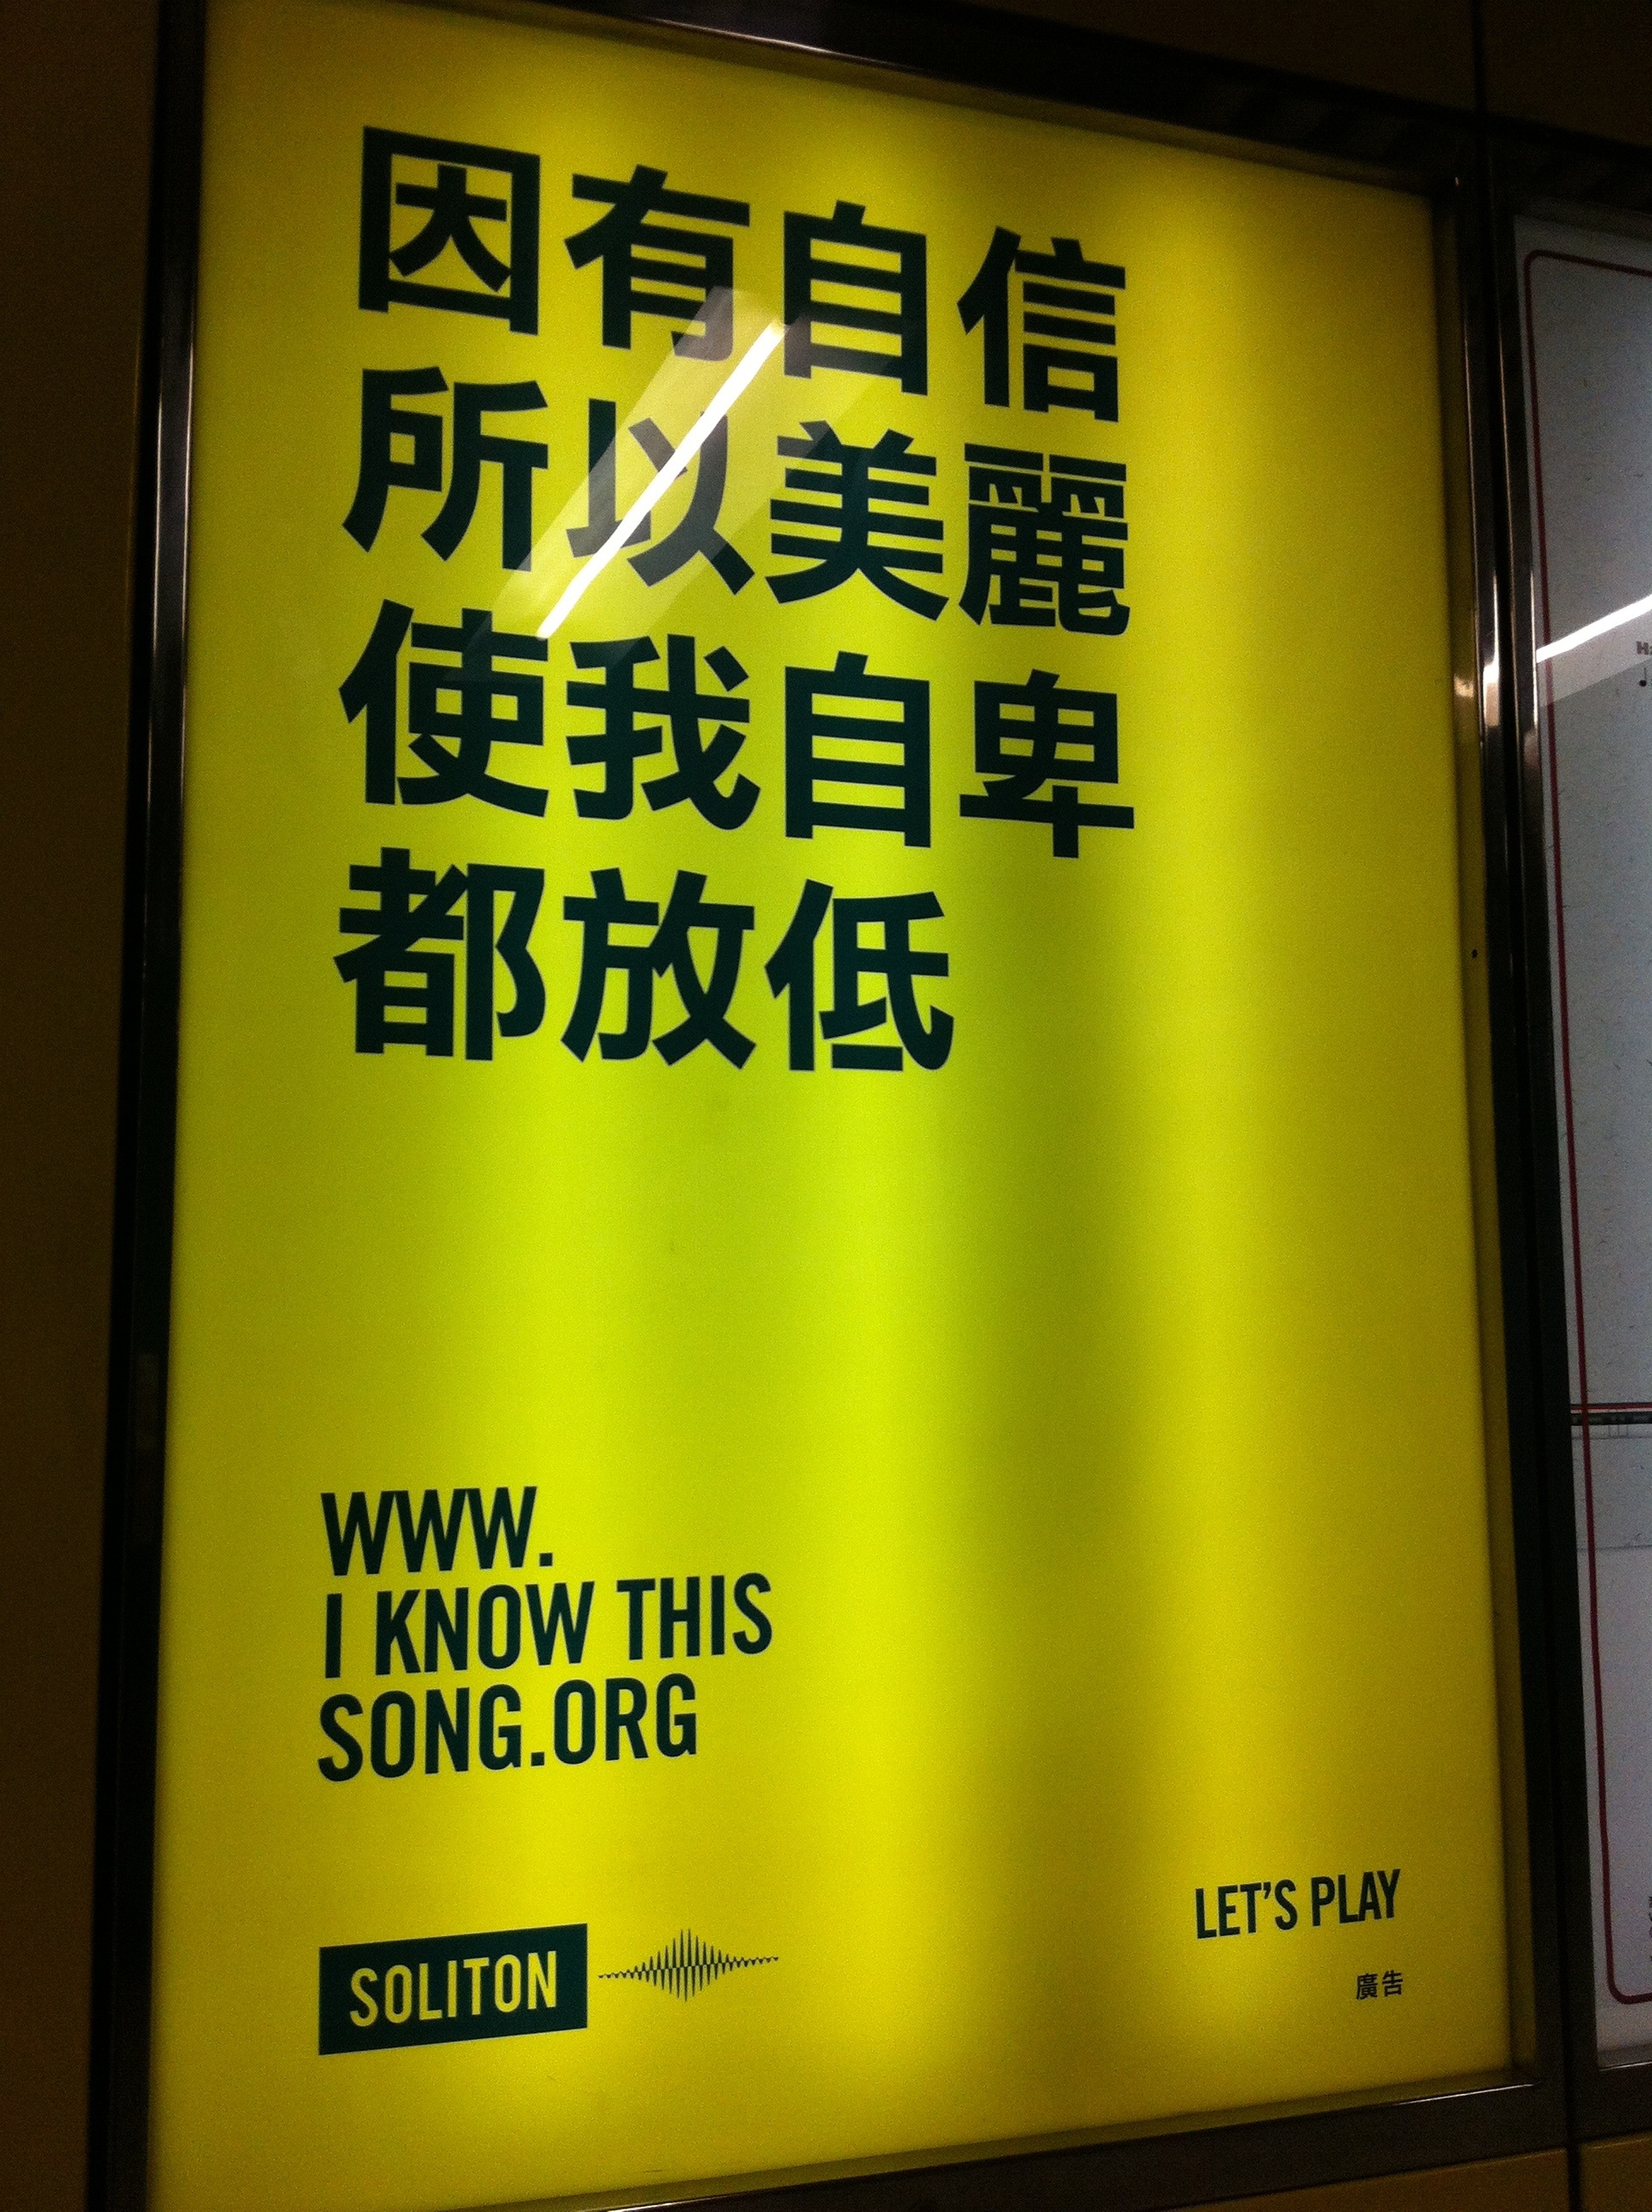 因有自信
所以美麗
使我自卑
都放低
WWW.
I KNOW THIS
SONG.ORG
SOLITON
LET'S PLAY
廣告